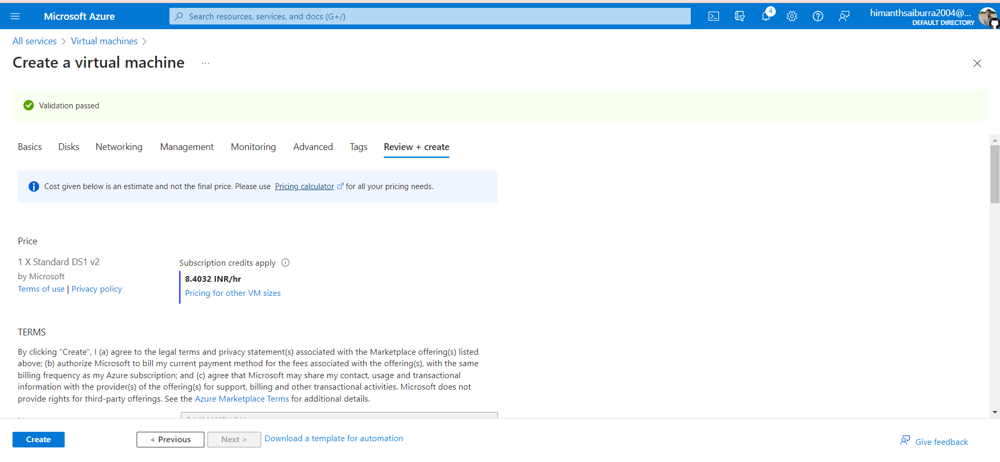 Microsoft Azure
Search resources, services, and docs (G+/)
4
himanthsaiburra2004@...
DEFAULT DIRECTORY
All services > Virtual machines >
Create a virtual machine ...
Validation passed
Basics Disks Networking Management Monitoring Advanced Tags Review + create
Cost given below is an estimate and not the final price. Please use Pricing calculator for all your pricing needs.
Price
1 X Standard DS1 v2
by Microsoft
Terms of use | Privacy policy
Subscription credits apply
8.4032 INR/hr
Pricing for other VM sizes
TERMS
By clicking "Create", I (a) agree to the legal terms and privacy statement(s) associated with the Marketplace offering(s) listed
above; (b) authorize Microsoft to bill my current payment method for the fees associated with the offering(s), with the same
billing frequency as my Azure subscription; and (c) agree that Microsoft may share my contact, usage and transactional
information with the provider(s) of the offering(s) for support, billing and other transactional activities. Microsoft does not
provide rights for third-party offerings. See the Azure Marketplace Terms for additional details.
Create
< Previous
Next >
Download a template for automation
Give feedback